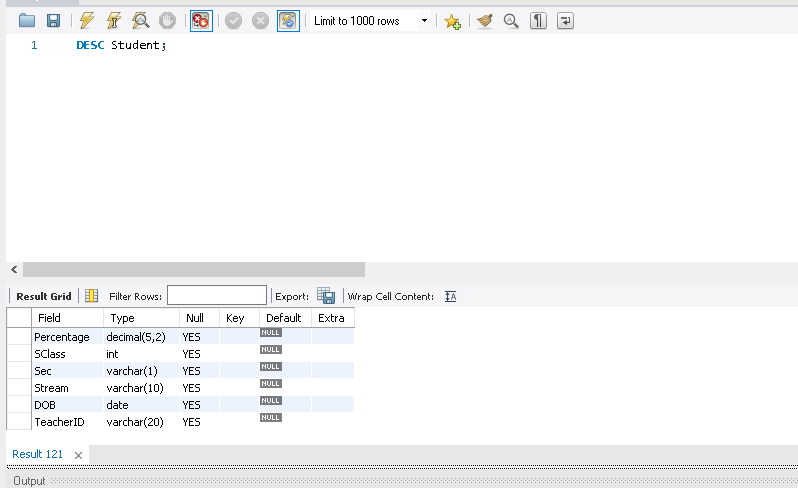 Limit to 1000 rows
1 DESC Student;
Result Grid Filter Rows: Export: Wrap Cell Content: IA
Field Type Null Key Default Extra
Percentage decimal(5,2) YES NULL
SClass int YES NULL
Sec varchar(1) YES NULL
Stream varchar(10) YES NULL
DOB date YES NULL
TeacherID varchar(20) YES NULL
Result 121
Output